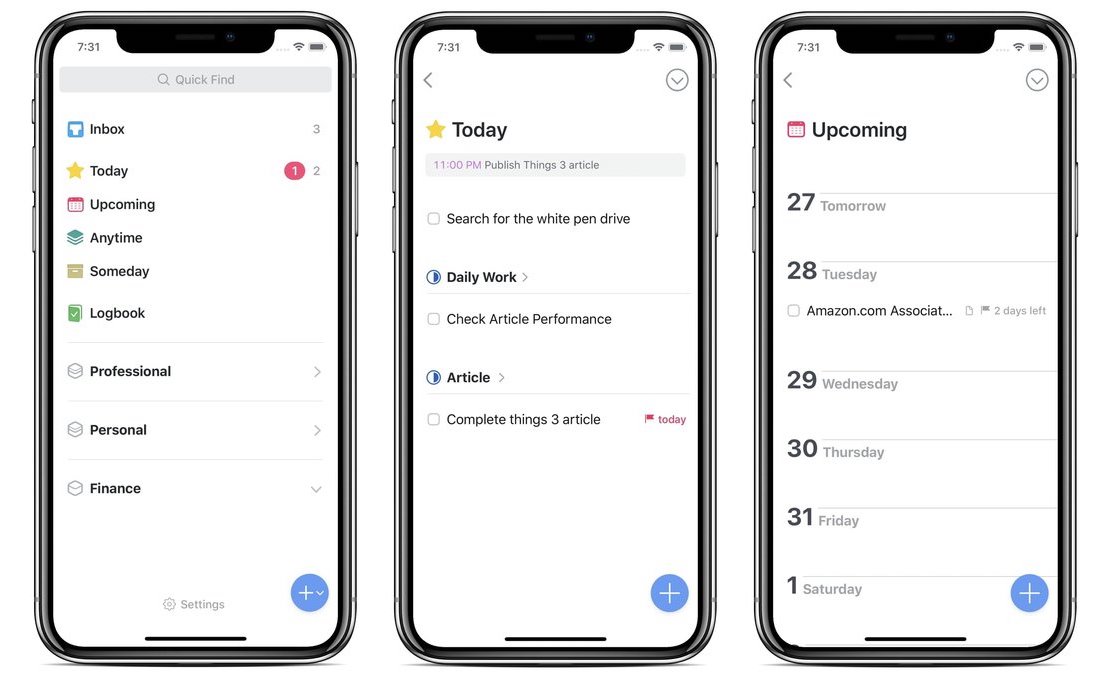 7:31
Quick Find
Inbox 3
Today 1 2
Upcoming
Anytime
Someday
Logbook
Professional
Personal
Finance
Settings
7:31
Today
11:00 PM Publish Things 3 article
Search for the white pen drive
Daily Work
Check Article Performance
Article
Complete things 3 article today
7:31
Upcoming
27 Tomorrow
28 Tuesday
Amazon.com Associat... 2 days left
29 Wednesday
30 Thursday
31 Friday
1 Saturday